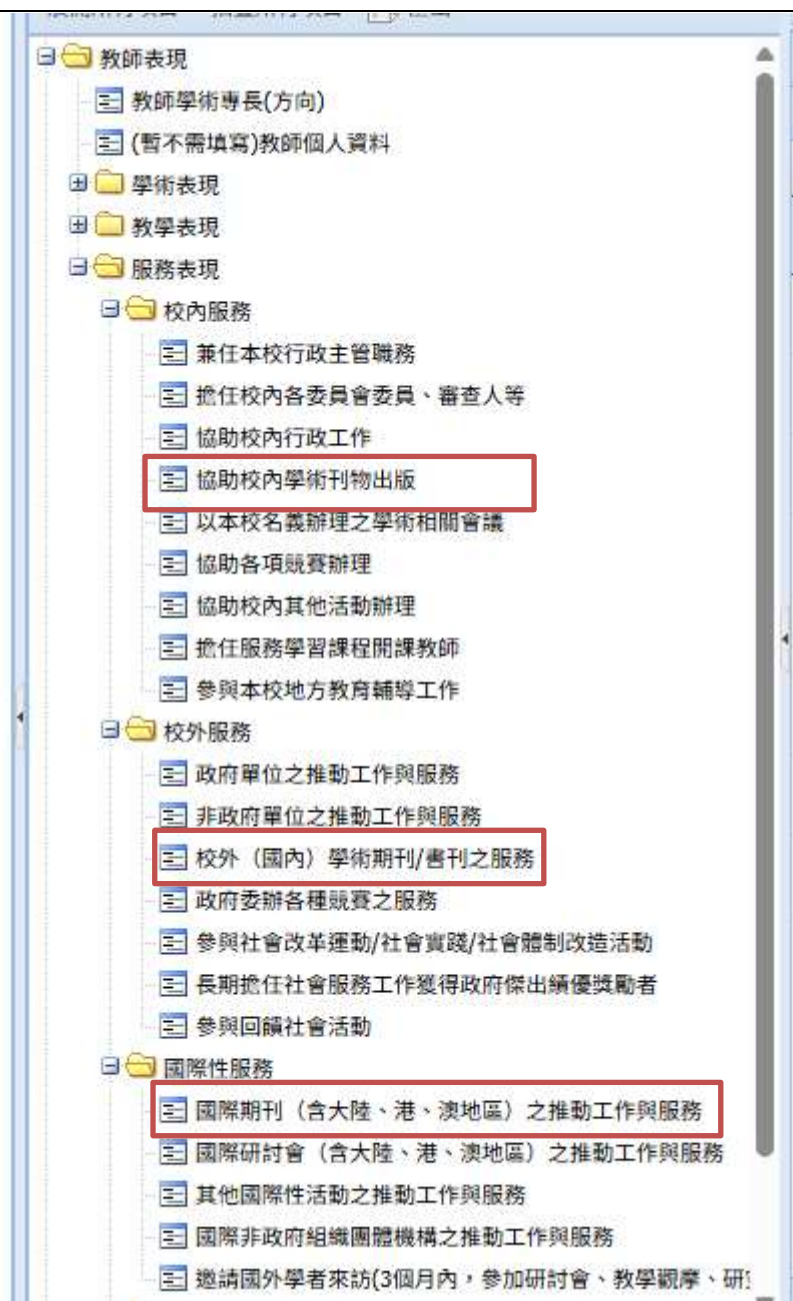 教師表現
教師學術專長(方向)
(暫不需填寫)教師個人資料
學術表現
教學表現
服務表現
校內服務
兼任本校行政主管職務
擔任校內各委員會委員、審查人等
協助校內行政工作
協助校內學術刊物出版
以本校名義辦理之學術相關會議
協助各項競賽辦理
協助校內其他活動辦理
擔任服務學習課程開課教師
參與本校地方教育輔導工作
校外服務
政府單位之推動工作與服務
非政府單位之推動工作與服務
校外（國內）學術期刊/書刊之服務
政府委辦各種競賽之服務
參與社會改革運動/社會實踐/社會體制改造活動
長期擔任社會服務工作獲得政府傑出績優獎勵者
參與回饋社會活動
國際性服務
國際期刊（含大陸、港、澳地區）之推動工作與服務
國際研討會（含大陸、港、澳地區）之推動工作與服務
其他國際性活動之推動工作與服務
國際非政府組織團體機構之推動工作與服務
邀請國外學者來訪(3個月內，參加研討會、教學觀摩、研